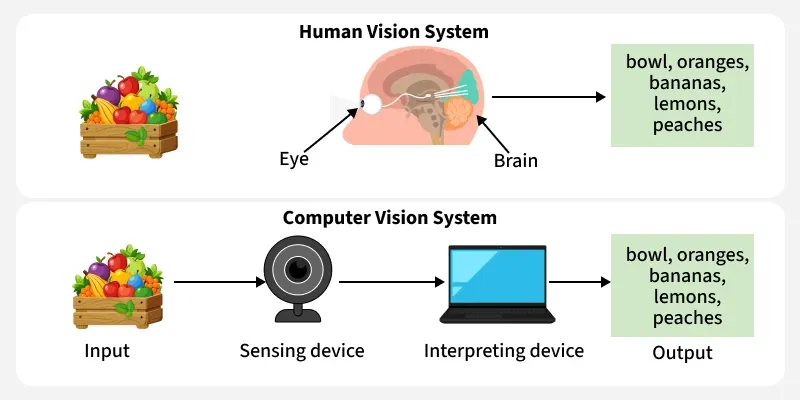 Human Vision System
bowl, oranges,
bananas,
lemons,
peaches
Eye
Brain
Computer Vision System
bowl, oranges,
bananas,
lemons,
peaches
Input
Sensing device
Interpreting device
Output